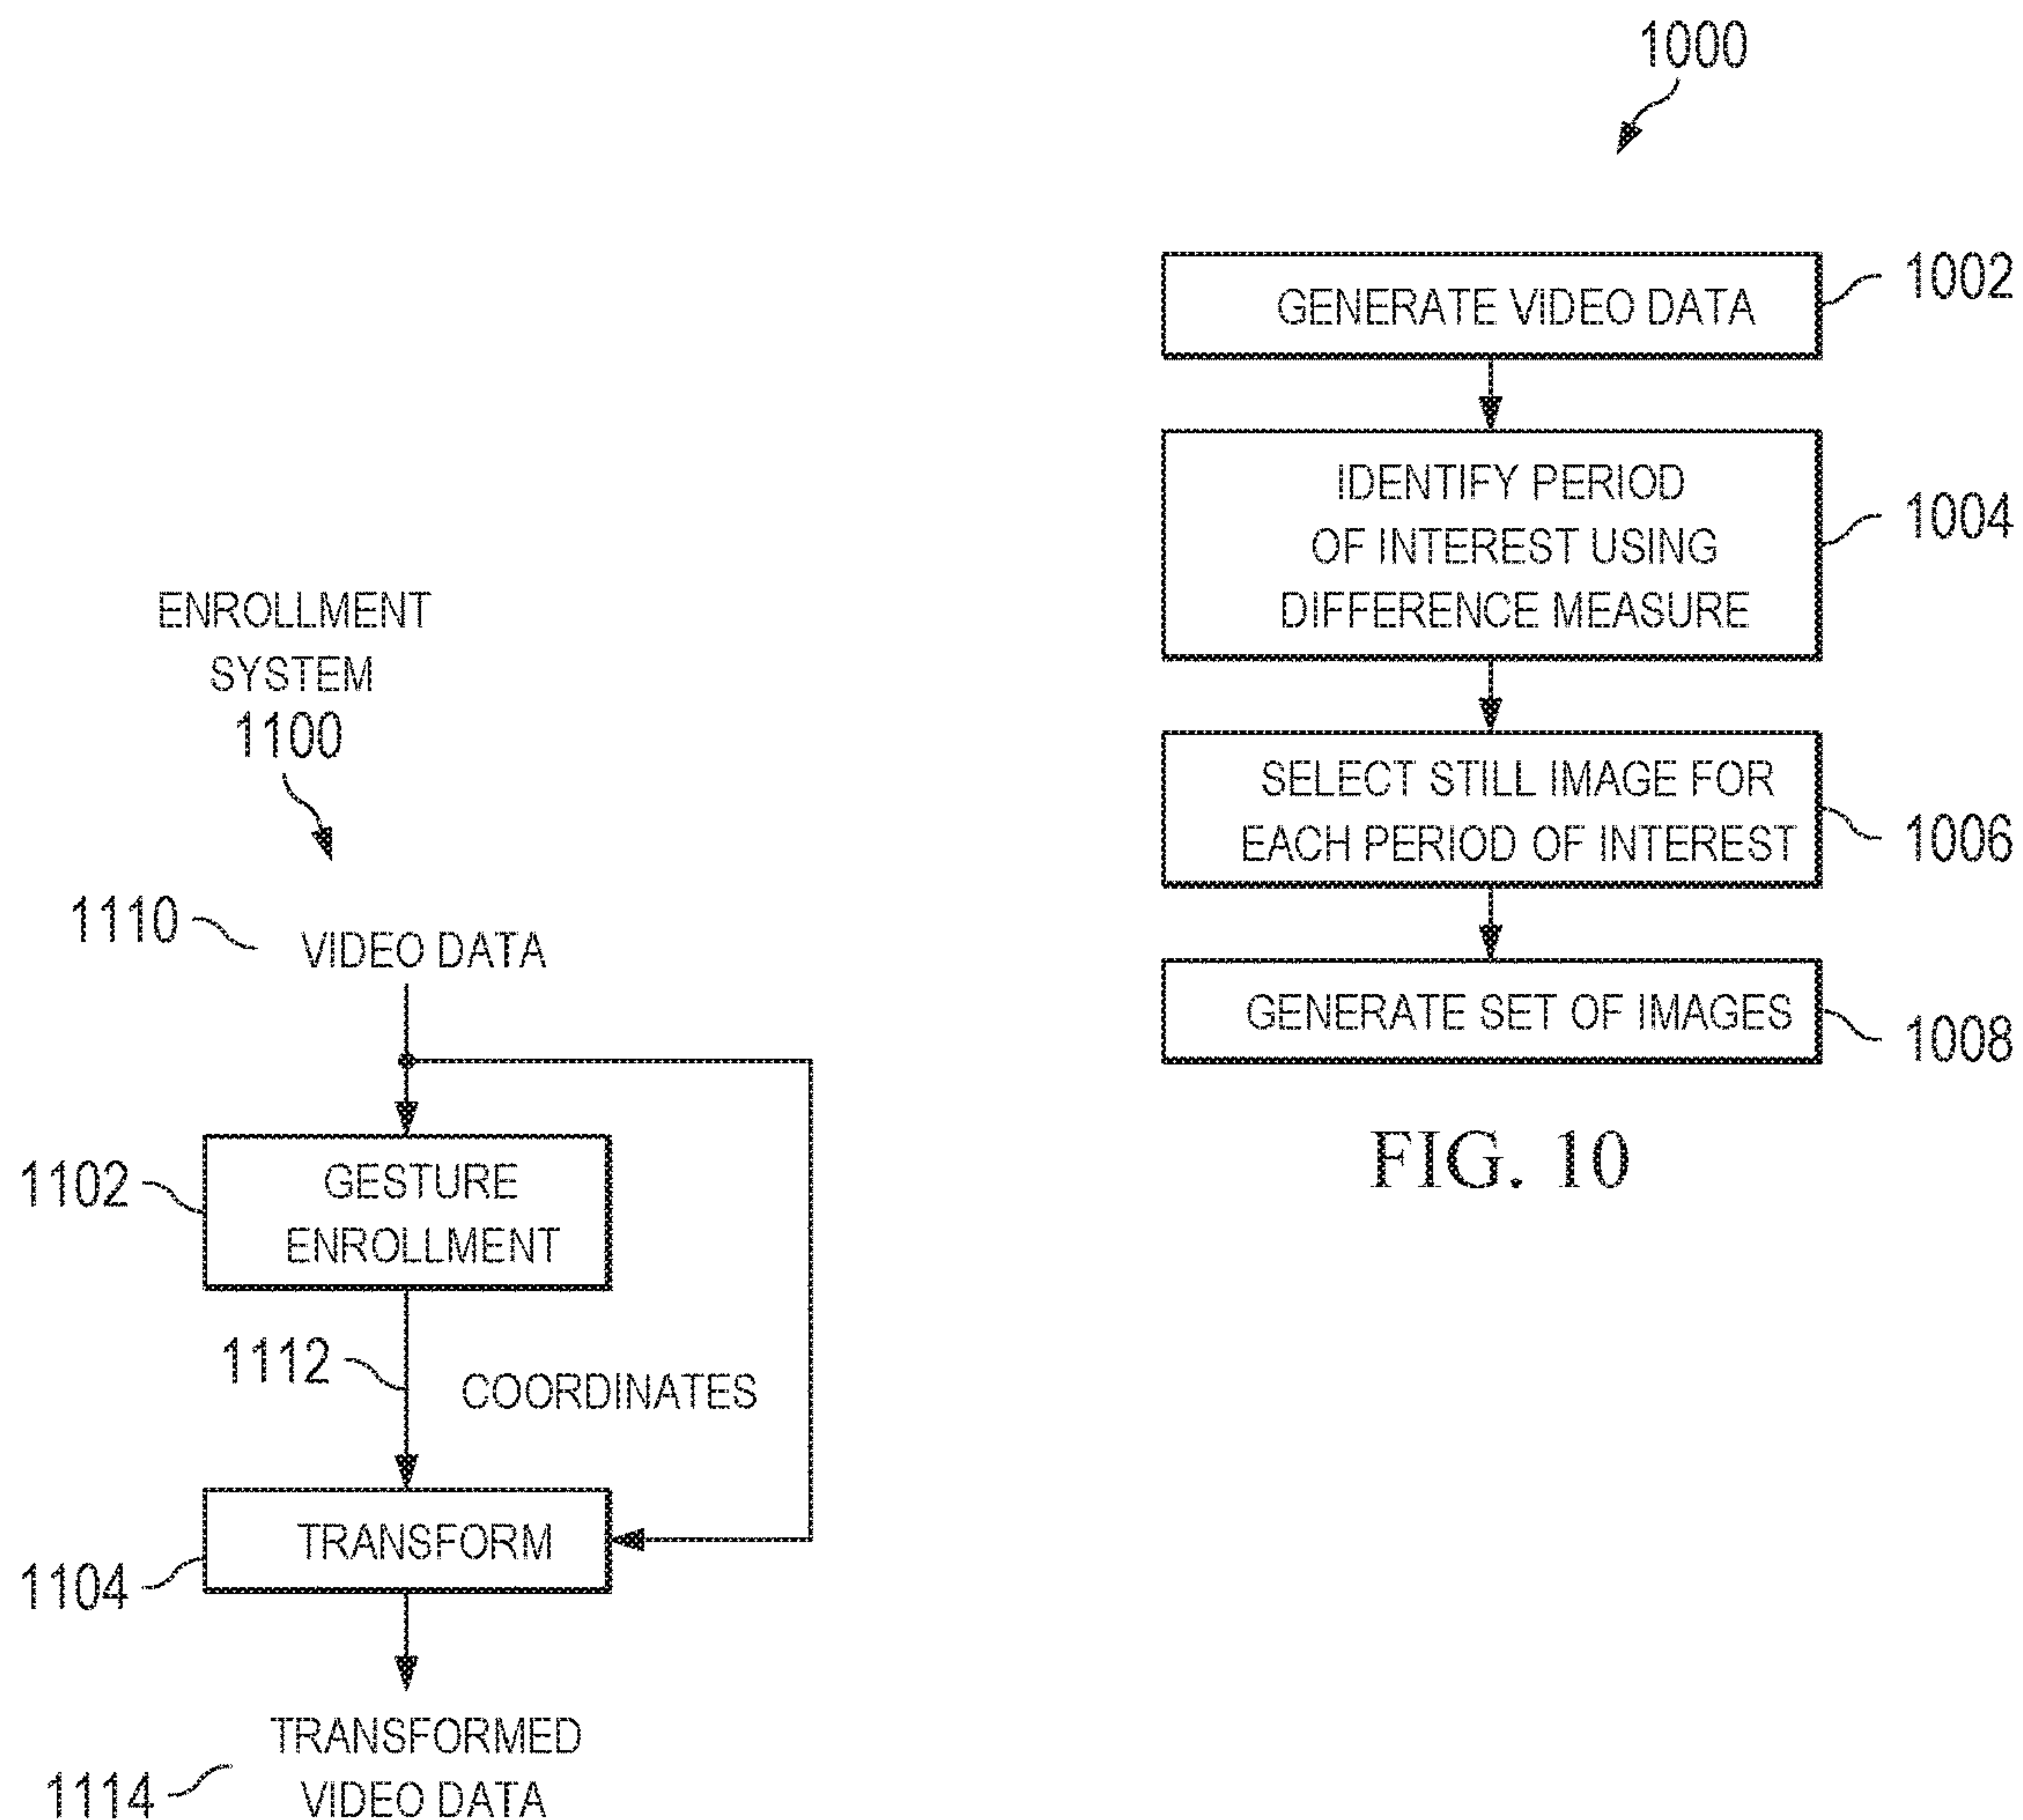 1000
GENERATE VIDEO DATA
1002
IDENTIFY PERIOD
OF INTEREST USING
DIFFERENCE MEASURE
1004
SELECT STILL IMAGE FOR
EACH PERIOD OF INTEREST
1006
GENERATE SET OF IMAGES
1008
FIG. 10
ENROLLMENT
SYSTEM
1100
1110
VIDEO DATA
1102
GESTURE
ENROLLMENT
1112
COORDINATES
TRANSFORM
1104
TRANSFORMED
VIDEO DATA
1114